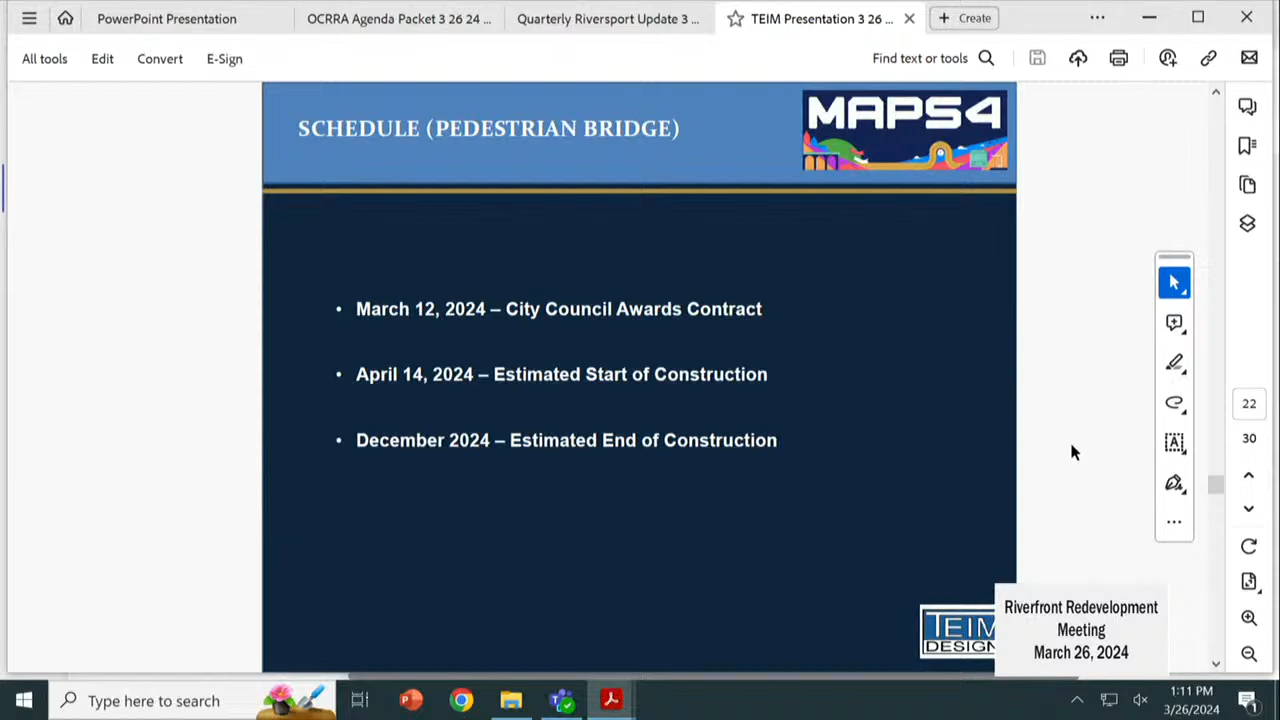 PowerPoint Presentation
OCRRA Agenda Packet 3 26 24 ...
Quarterly Riversport Update 3 ...
TEIM Presentation 3 26 ...
Create
All tools
Edit
Convert
E-Sign
Find text or tools
SCHEDULE (PEDESTRIAN BRIDGE)
MAPS4
• March 12, 2024 – City Council Awards Contract
• April 14, 2024 – Estimated Start of Construction
• December 2024 – Estimated End of Construction
22
30
TEIM
DESIGN
Riverfront Redevelopment
Meeting
March 26, 2024
Type here to search
1:11 PM
3/26/2024
1